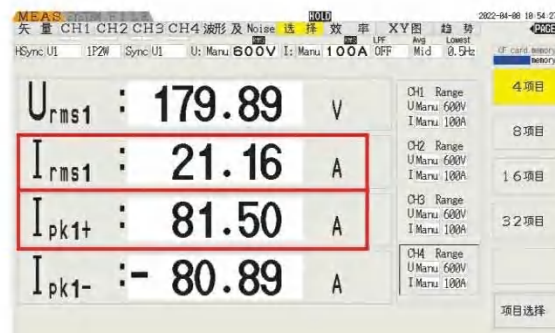 MEAS
HOLD
2022-04-08 10:54:27
矢 量 CH1 CH2 CH3 CH4 波形 及 Noise 选 择 效 率 XY图 趋 势
PAGE
HSync U1 1P2W Sync U1 U: Manu 600V I: Manu 100A
LPF OFF
Avg Mid
Lowest 0.5Hz
CF card memory
memory
Urms1 : 179.89 V
Irms1 : 21.16 A
Ipk1+ : 81.50 A
Ipk1- :- 80.89 A
CH1 Range
U Manu 600V
I Manu 100A
CH2 Range
U Manu 600V
I Manu 100A
CH3 Range
U Manu 600V
I Manu 100A
CH4 Range
U Manu 600V
I Manu 100A
4项目
8项目
16项目
32项目
项目选择